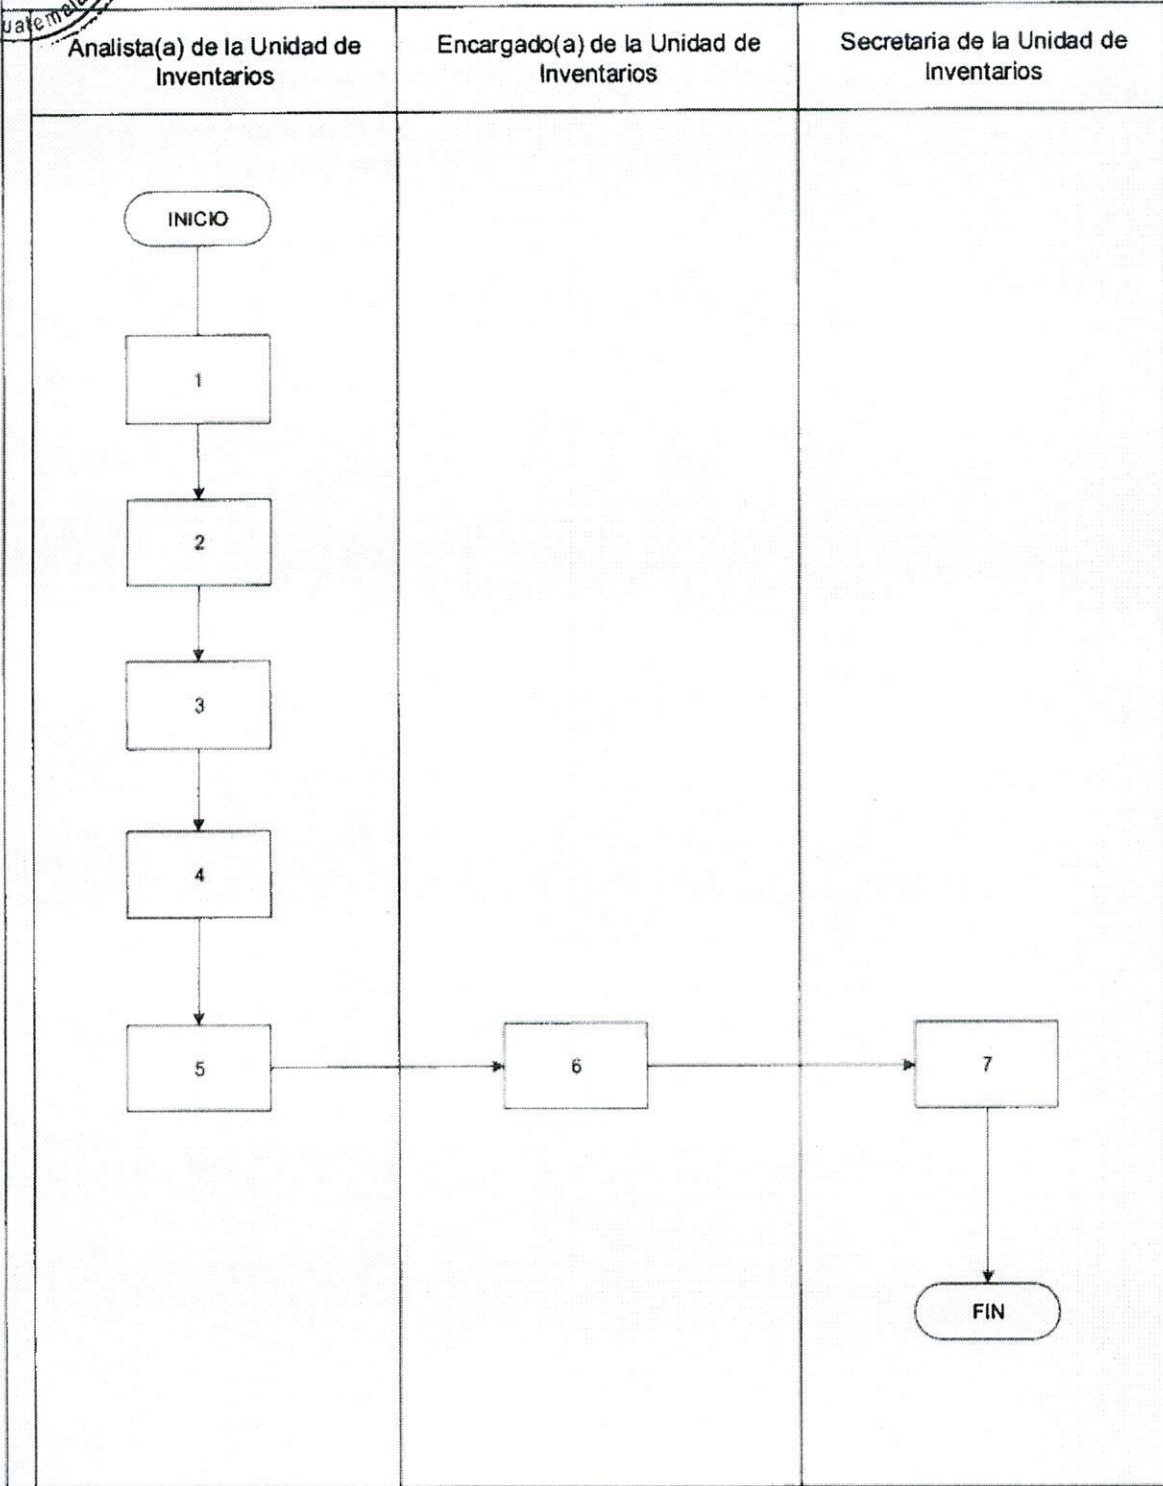 Analista(a) de la Unidad de
Inventarios
Encargado(a) de la Unidad de
Inventarios
Secretaria de la Unidad de
Inventarios
INICIO
1
2
3
4
5
6
7
FIN